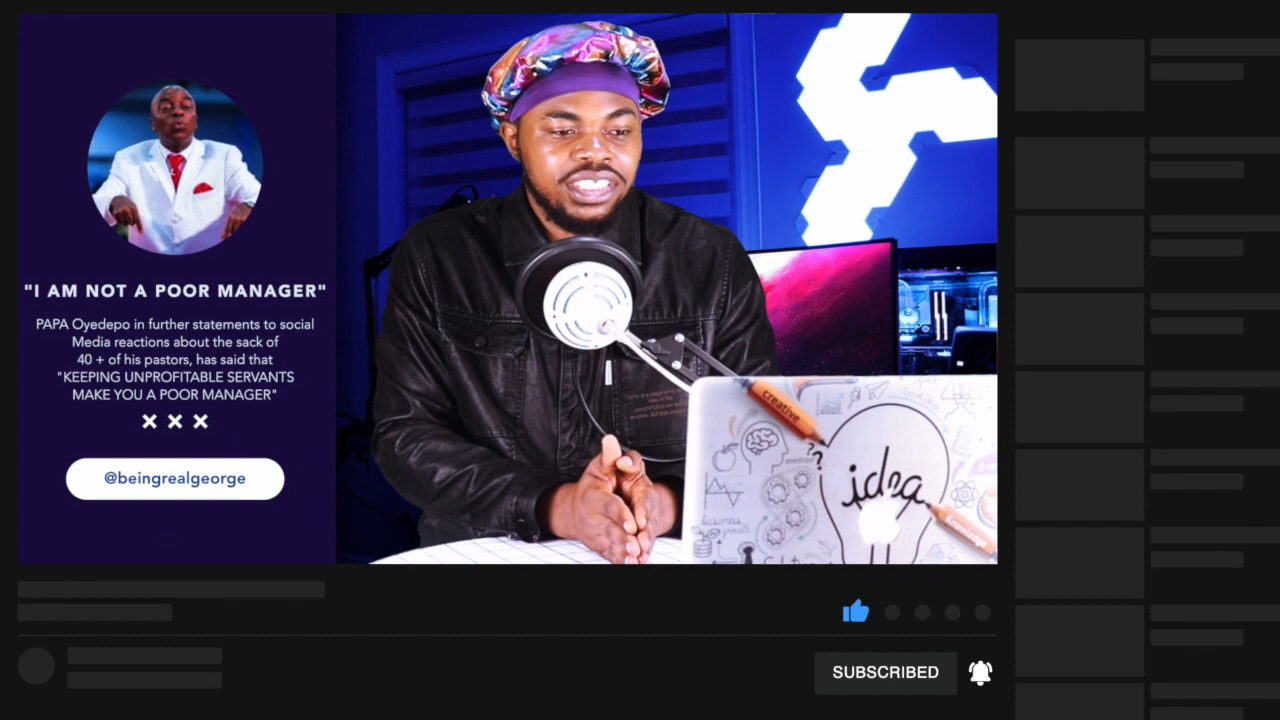 "I AM NOT A POOR MANAGER"
PAPA Oyedepo in further statements to social
Media reactions about the sack of
40 + of his pastors, has said that
"KEEPING UNPROFITABLE SERVANTS
MAKE YOU A POOR MANAGER"
@beingrealgeorge
creative
idea
knowledge
SUBSCRIBED